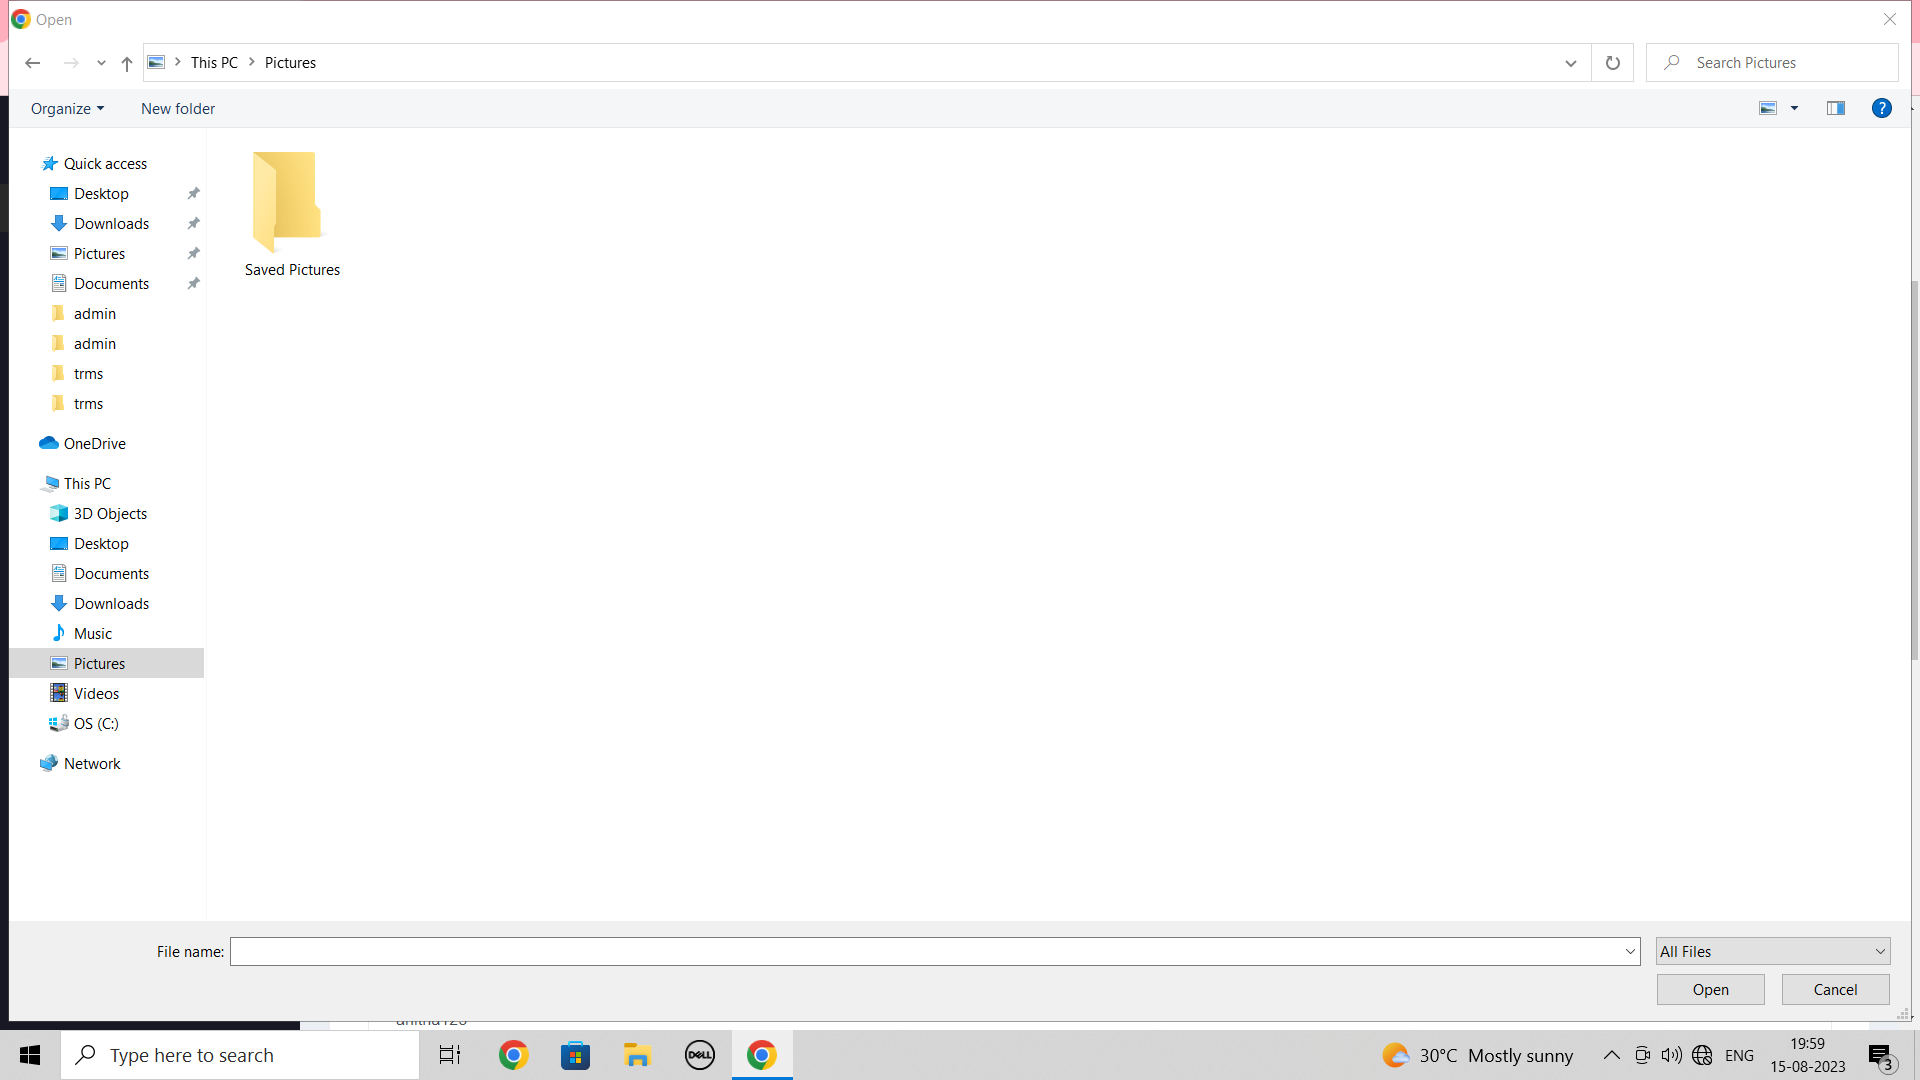 Open
This PC
Pictures
Search Pictures
Organize
New folder
?
Quick access
Desktop
Downloads
Pictures
Documents
admin
admin
trms
trms
OneDrive
This PC
3D Objects
Desktop
Documents
Downloads
Music
Pictures
Videos
OS (C:)
Network
Saved Pictures
File name:
All Files
Open
Cancel
Type here to search
DELL
30°C Mostly sunny
ENG
19:59
15-08-2023
3